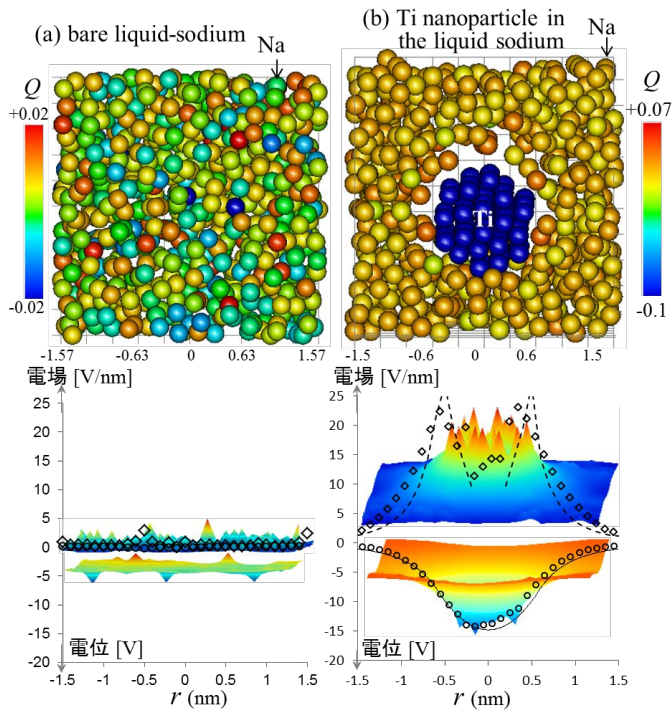 (a) bare liquid-sodium
Na
Q
+0.02
-0.02
-1.57 -0.63 0 0.63 1.57
(b) Ti nanoparticle in
the liquid sodium
Na
Q
+0.07
-0.1
Ti
-1.5 -0.6 0 0.6 1.5
電場 [V/nm]
25
20
15
10
5
0
-5
-10
-15
-20
電位 [V]
-1.5 -0.5 0.5 1.5
r (nm)
電場 [V/nm]
25
20
15
10
5
0
-5
-10
-15
-20
電位 [V]
-1.5 -1 -0.5 0 0.5 1 1.5
r (nm)